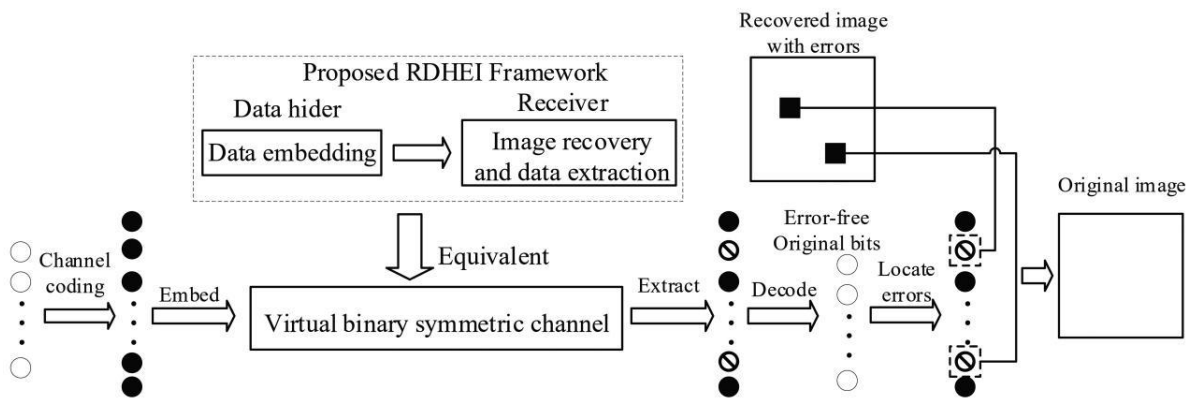 Recovered image
with errors
Proposed RDHEI Framework
Data hider
Receiver
Data embedding
Image recovery
and data extraction
Original image
Error-free
Original bits
Channel
coding
Equivalent
Locate
errors
Embed
Extract
Decode
Virtual binary symmetric channel